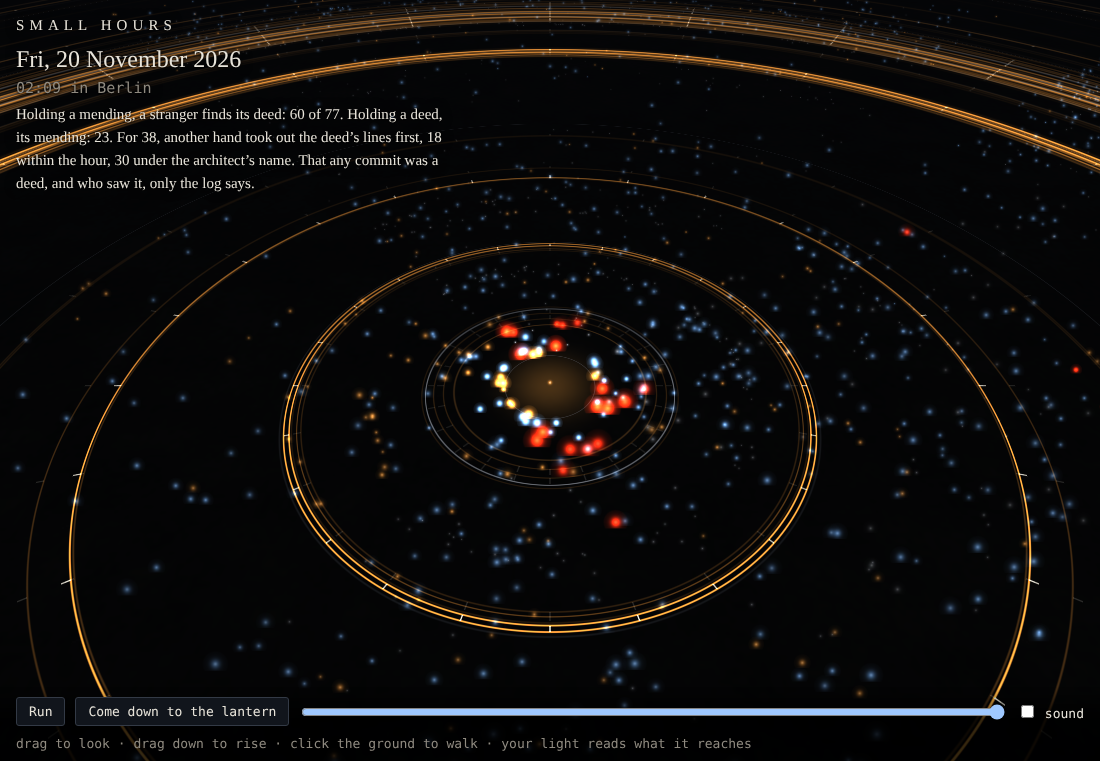 SMALL HOURS
Fri, 20 November 2026
02:09 in Berlin
Holding a mending, a stranger finds its deed: 60 of 77. Holding a deed,
its mending: 23. For 38, another hand took out the deed’s lines first, 18
within the hour, 30 under the architect’s name. That any commit was a
deed, and who saw it, only the log says.
Run
Come down to the lantern
sound
drag to look · drag down to rise · click the ground to walk · your light reads what it reaches